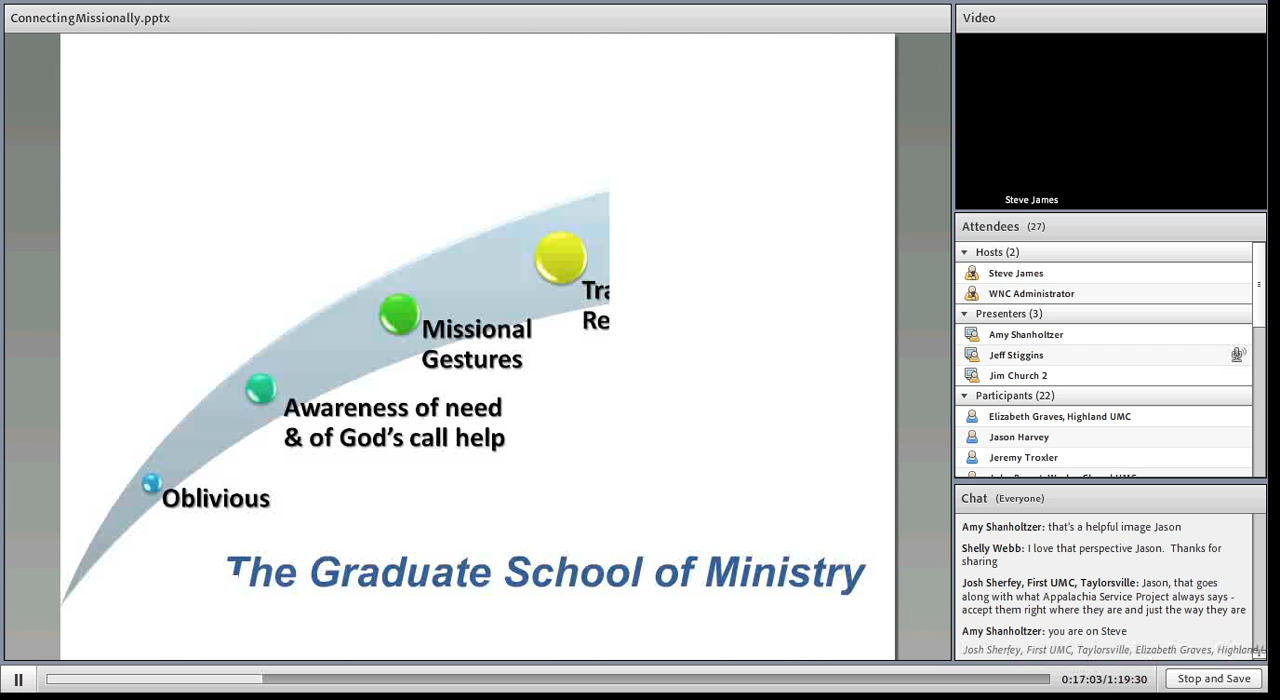 ConnectingMissionally.pptx
Missional
Gestures
Awareness of need
& of God's call help
Oblivious
The Graduate School of Ministry
Video
Steve James
Attendees (27)
Hosts (2)
Steve James
WNC Administrator
Presenters (3)
Amy Shanholtzer
Jeff Stiggins
Jim Church 2
Participants (22)
Elizabeth Graves, Highland UMC
Jason Harvey
Jeremy Troxler
Chat (Everyone)
Amy Shanholtzer: that's a helpful image Jason
Shelly Webb: I love that perspective Jason. Thanks for
sharing
Josh Sherfey, First UMC, Taylorsville: Jason, that goes
along with what Appalachia Service Project always says -
accept them right where they are and just the way they are
Amy Shanholtzer: you are on Steve
Josh Sherfey, First UMC, Taylorsville, Elizabeth Graves, Highland
0:17:03/1:19:30
Stop and Save